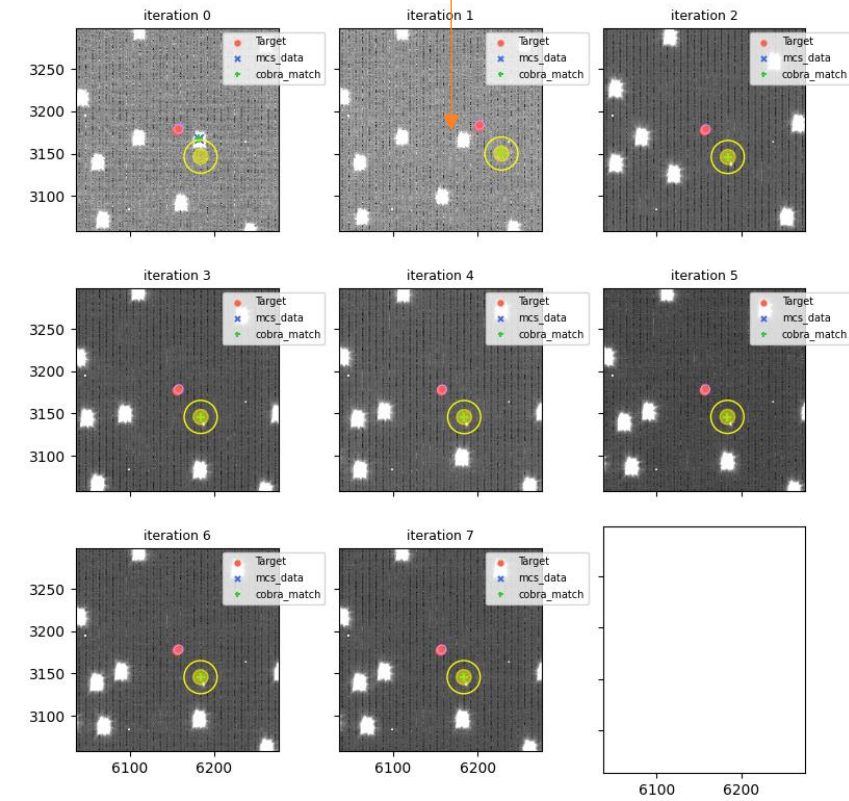 iteration 0
iteration 1
iteration 2
Target
mcs_data
cobra_match
Target
mcs_data
cobra_match
Target
mcs_data
cobra_match
3250
3200
3150
3100
iteration 3
iteration 4
iteration 5
Target
mcs_data
cobra_match
Target
mcs_data
cobra_match
Target
mcs_data
cobra_match
3250
3200
3150
3100
iteration 6
iteration 7
Target
mcs_data
cobra_match
Target
mcs_data
cobra_match
3250
3200
3150
3100
6100
6200
6100
6200
6100
6200